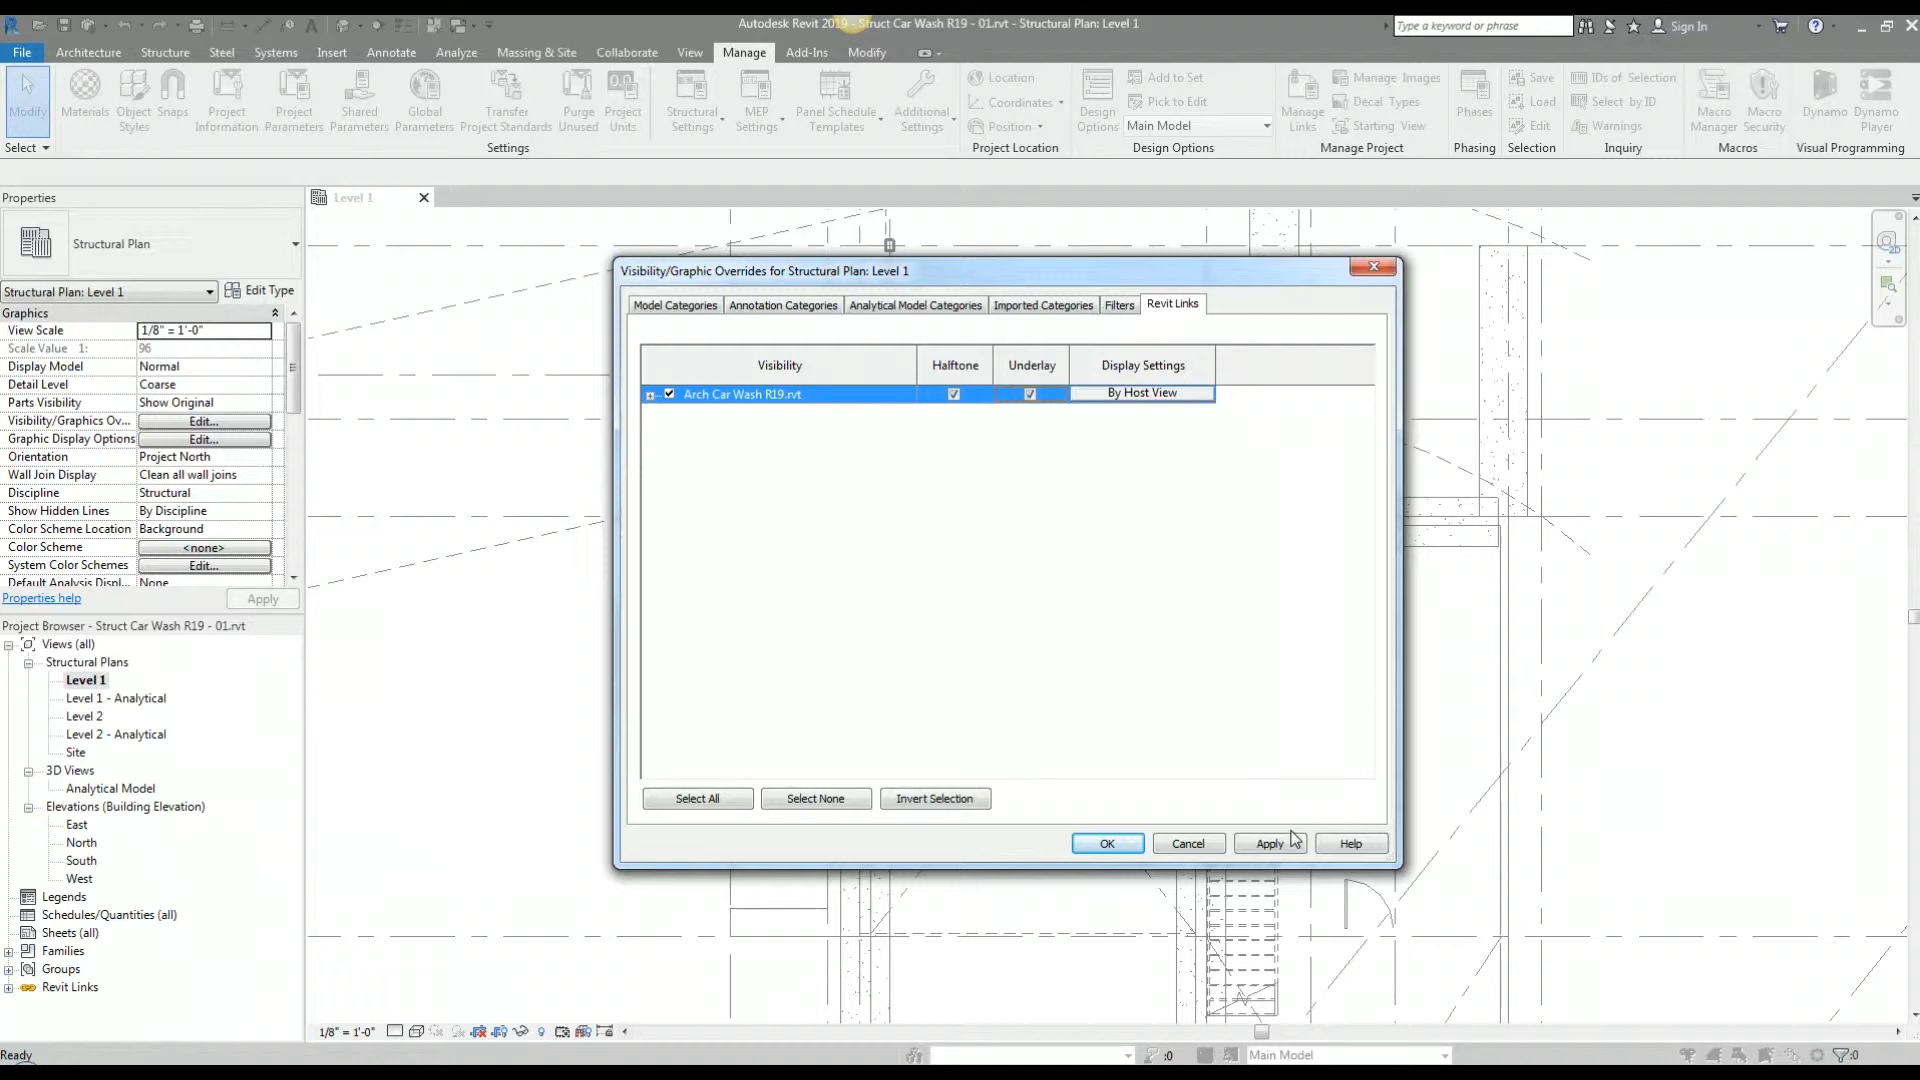 Autodesk Revit 2019 - Struct Car Wash R19 - 01.rvt - Structural Plan: Level 1
Type a keyword or phrase
Sign In
File Architecture Structure Steel Systems Insert Annotate Analyze Massing & Site Collaborate View Manage Add-Ins Modify
Modify
Materials
Object Styles
Snaps
Project Information
Project Parameters
Shared Parameters
Global Parameters
Transfer Project Standards
Purge Unused
Project Units
Structural Settings
MEP Settings
Panel Schedule Templates
Additional Settings
Location
Coordinates
Position
Design Options
Add to Set
Pick to Edit
Main Model
Manage Links
Manage Images
Decal Types
Starting View
Phases
Save
Load
Edit
IDs of Selection
Select by ID
Warnings
Macro Manager
Macro Security
Dynamo
Dynamo Player
Select Settings Project Location Design Options Manage Project Phasing Selection Inquiry Macros Visual Programming
Properties
Level 1
Structural Plan
Structural Plan: Level 1 Edit Type
Graphics
View Scale 1/8" = 1'-0"
Scale Value 1: 96
Display Model Normal
Detail Level Coarse
Parts Visibility Show Original
Visibility/Graphics Ov... Edit...
Graphic Display Options Edit...
Orientation Project North
Wall Join Display Clean all wall joins
Discipline Structural
Show Hidden Lines By Discipline
Color Scheme Location Background
Color Scheme <none>
System Color Schemes Edit...
Default Analysis Displ... None
Properties help Apply
Project Browser - Struct Car Wash R19 - 01.rvt
Views (all)
Structural Plans
Level 1
Level 1 - Analytical
Level 2
Level 2 - Analytical
Site
3D Views
Analytical Model
Elevations (Building Elevation)
East
North
South
West
Legends
Schedules/Quantities (all)
Sheets (all)
Families
Groups
Revit Links
Visibility/Graphic Overrides for Structural Plan: Level 1
Model Categories Annotation Categories Analytical Model Categories Imported Categories Filters Revit Links
Visibility Halftone Underlay Display Settings
Arch Car Wash R19.rvt By Host View
Select All Select None Invert Selection
OK Cancel Apply Help
2D
1/8" = 1'-0"
Ready
:0
Main Model
:0